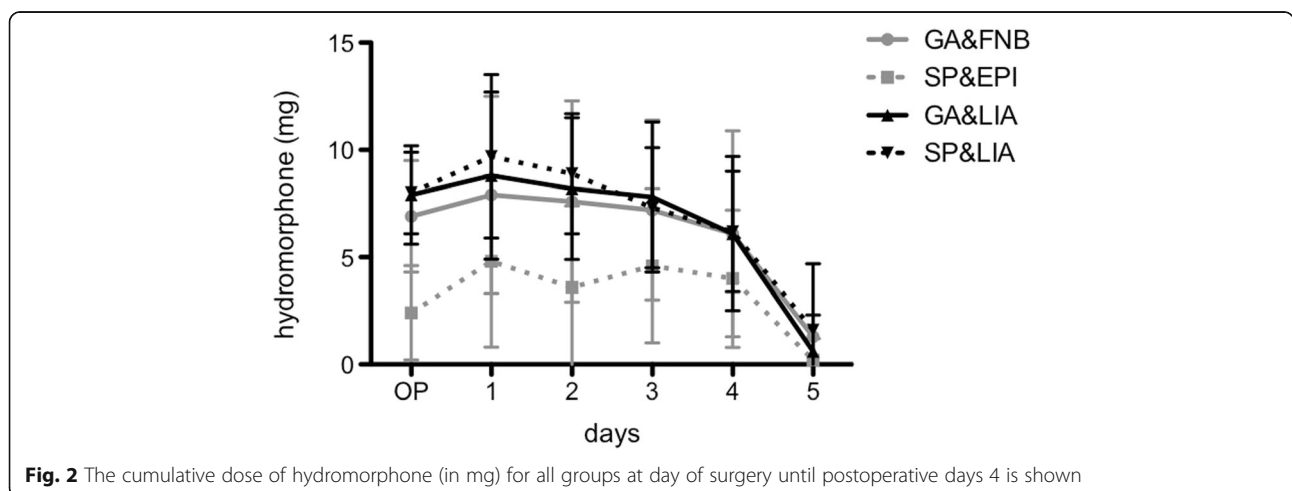 15
10
5
0
hydromorphone (mg)
OP 1 2 3 4 5
days
GA&FNB
SP&EPI
GA&LIA
SP&LIA
Fig. 2 The cumulative dose of hydromorphone (in mg) for all groups at day of surgery until postoperative days 4 is shown